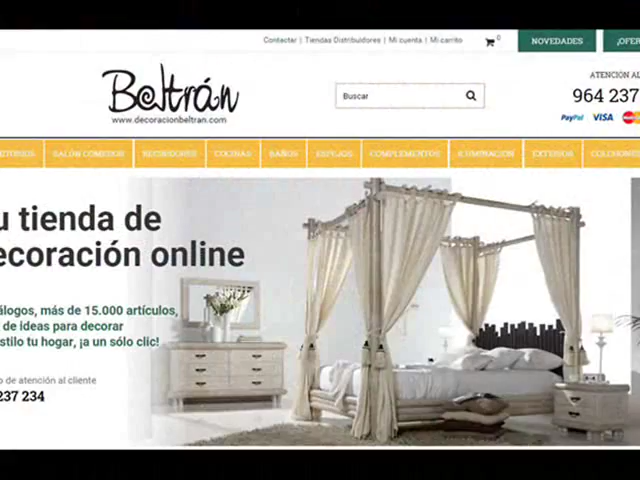 Contactar | Tiendas Distribuidores | Mi cuenta | Mi carrito
0
NOVEDADES
¡OFER
Beltrán
www.decoracionbeltran.com
Buscar
ATENCIÓN AL
964 237
PayPal VISA
SALÓN COMEDOR
RECIBIDORES
COCINAS
BAÑOS
ESPEJOS
COMPLEMENTOS
ILUMINACIÓN
EXTERIOR
u tienda de
ecoración online
álogos, más de 15.000 artículos,
de ideas para decorar
estilo tu hogar, ¡a un sólo clic!
o de atención al cliente
237 234